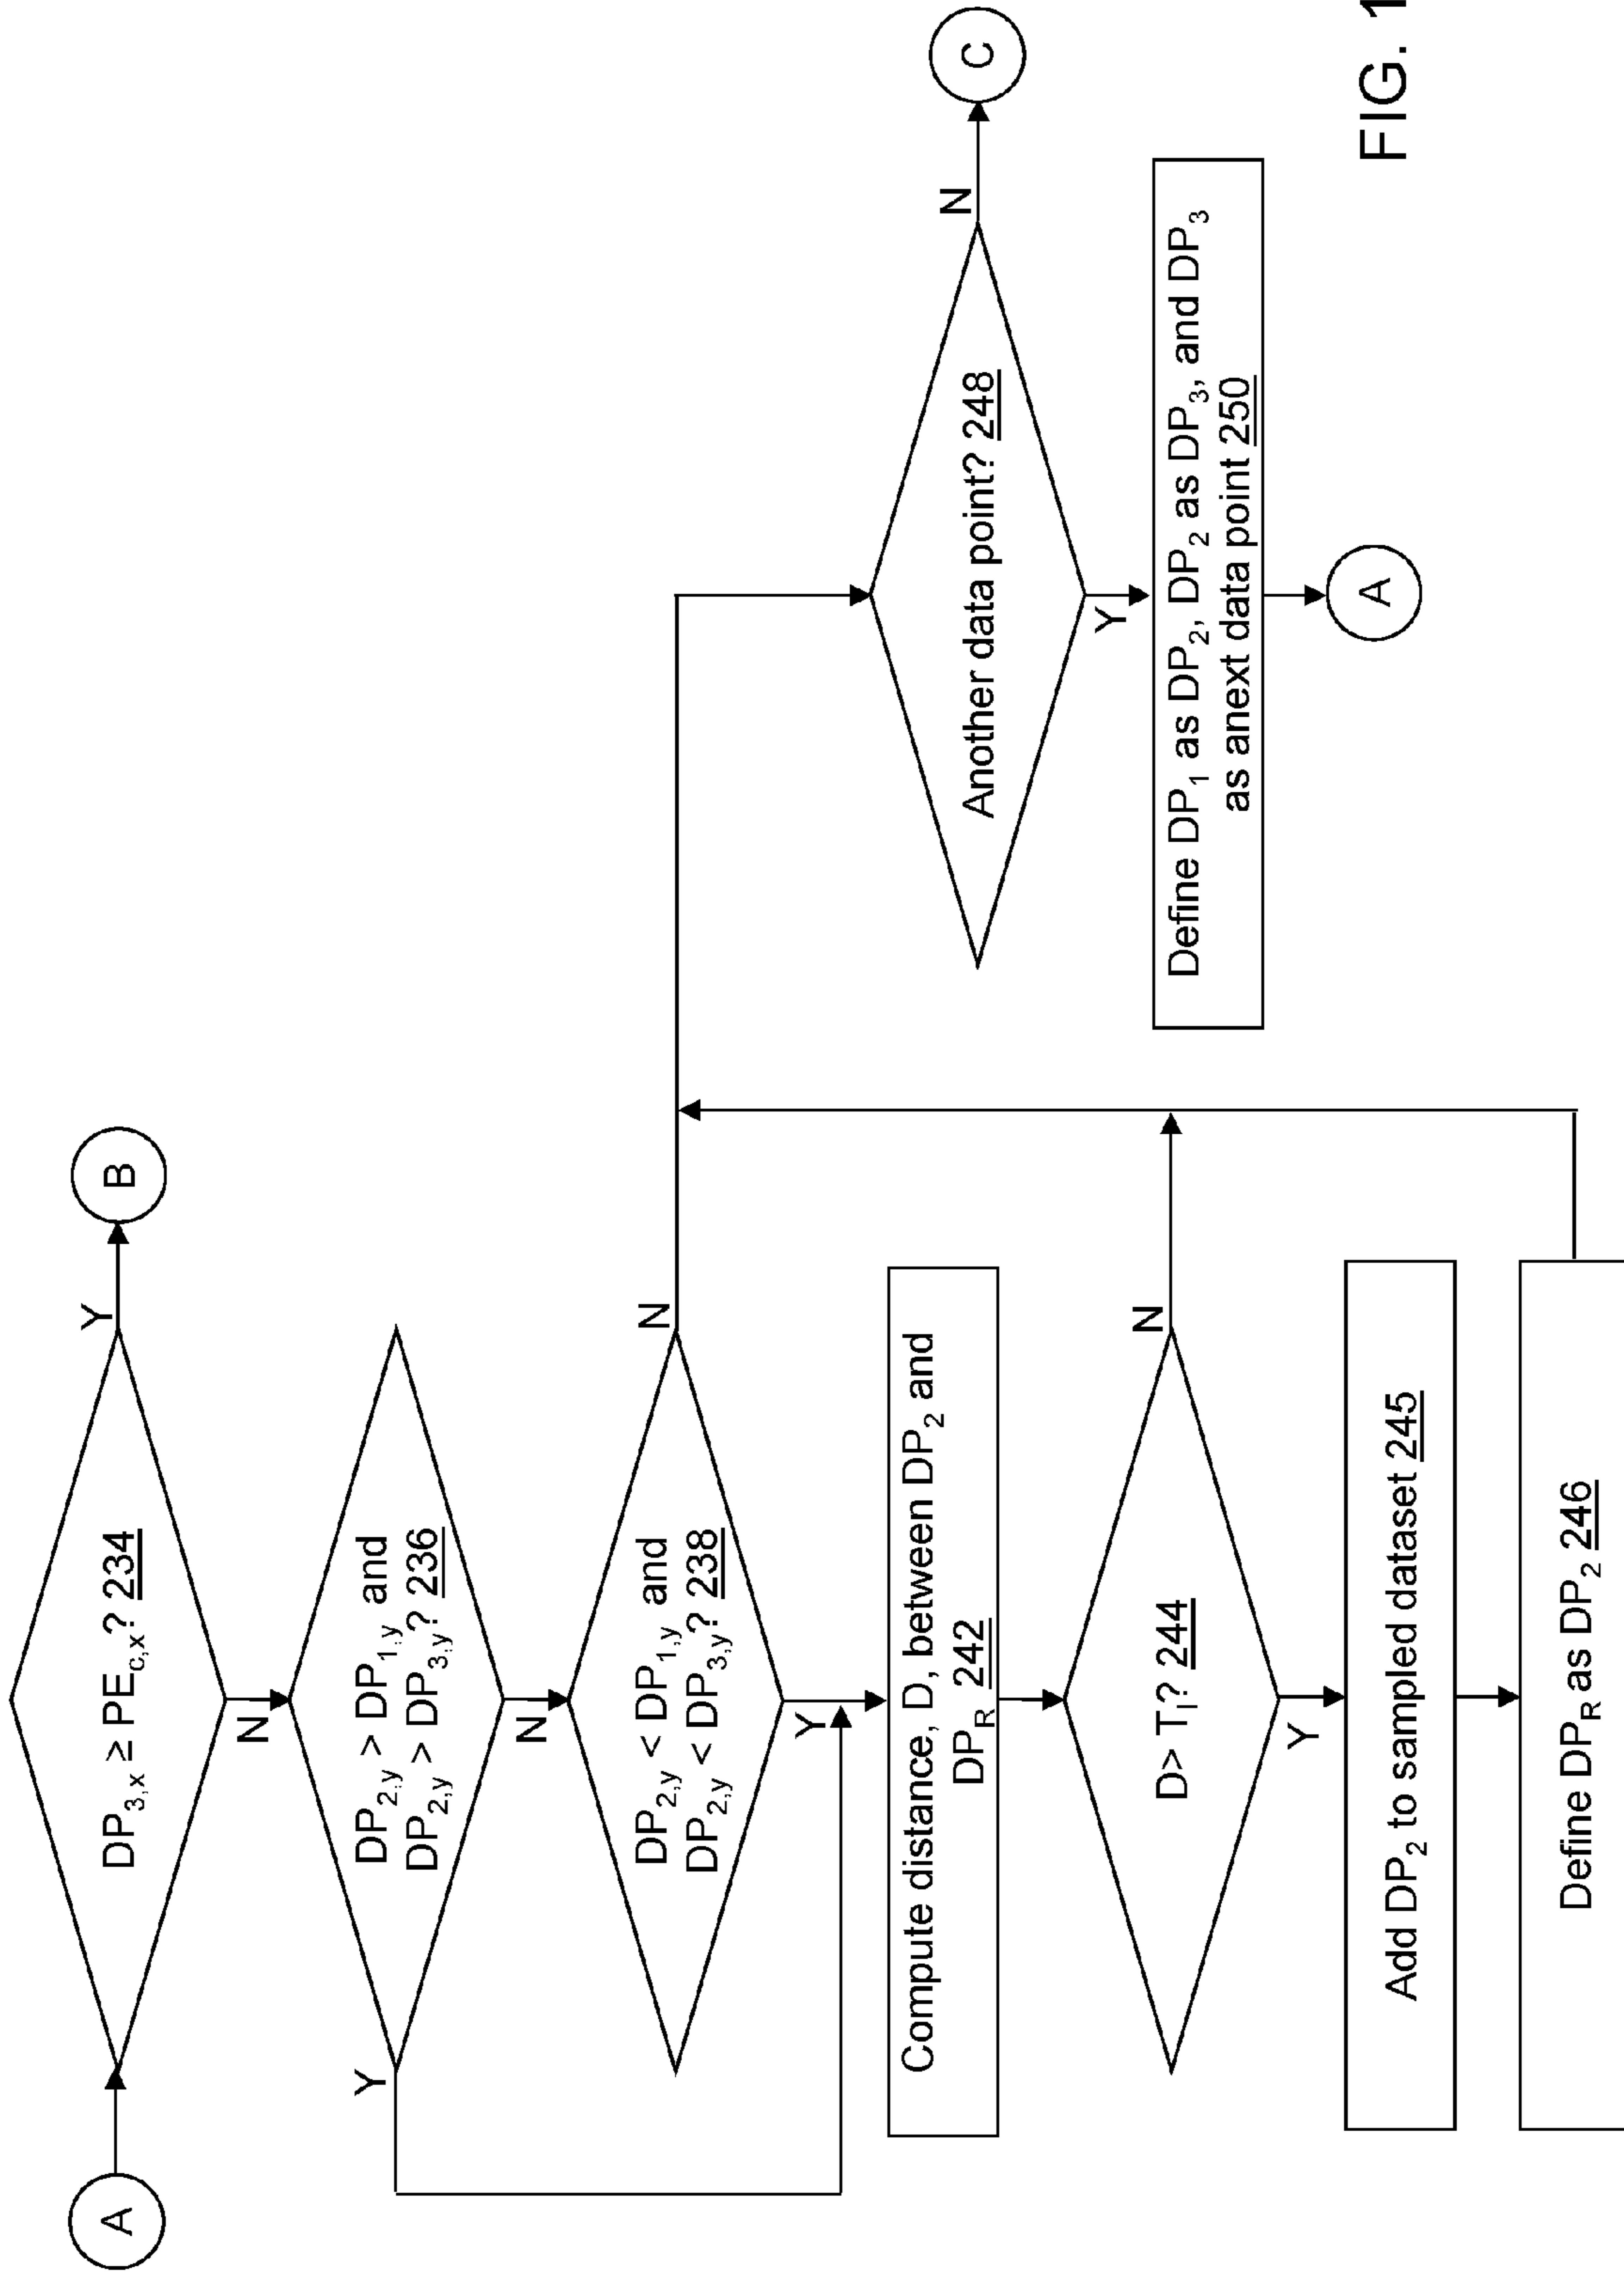 A
DP3,x ≥ PEc,x? 234
Y
B
N
DP2,y > DP1,y and
DP2,y > DP3,y? 236
Y
N
DP2,y < DP1,y and
DP2,y < DP3,y? 238
N
Y
Compute distance, D, between DP2 and
DPR 242
D> TI? 244
N
Y
Add DP2 to sampled dataset 245
Define DPR as DP2 246
Another data point? 248
N
C
Y
Define DP1 as DP2, DP2 as DP3, and DP3
as anext data point 250
A
FIG. 1